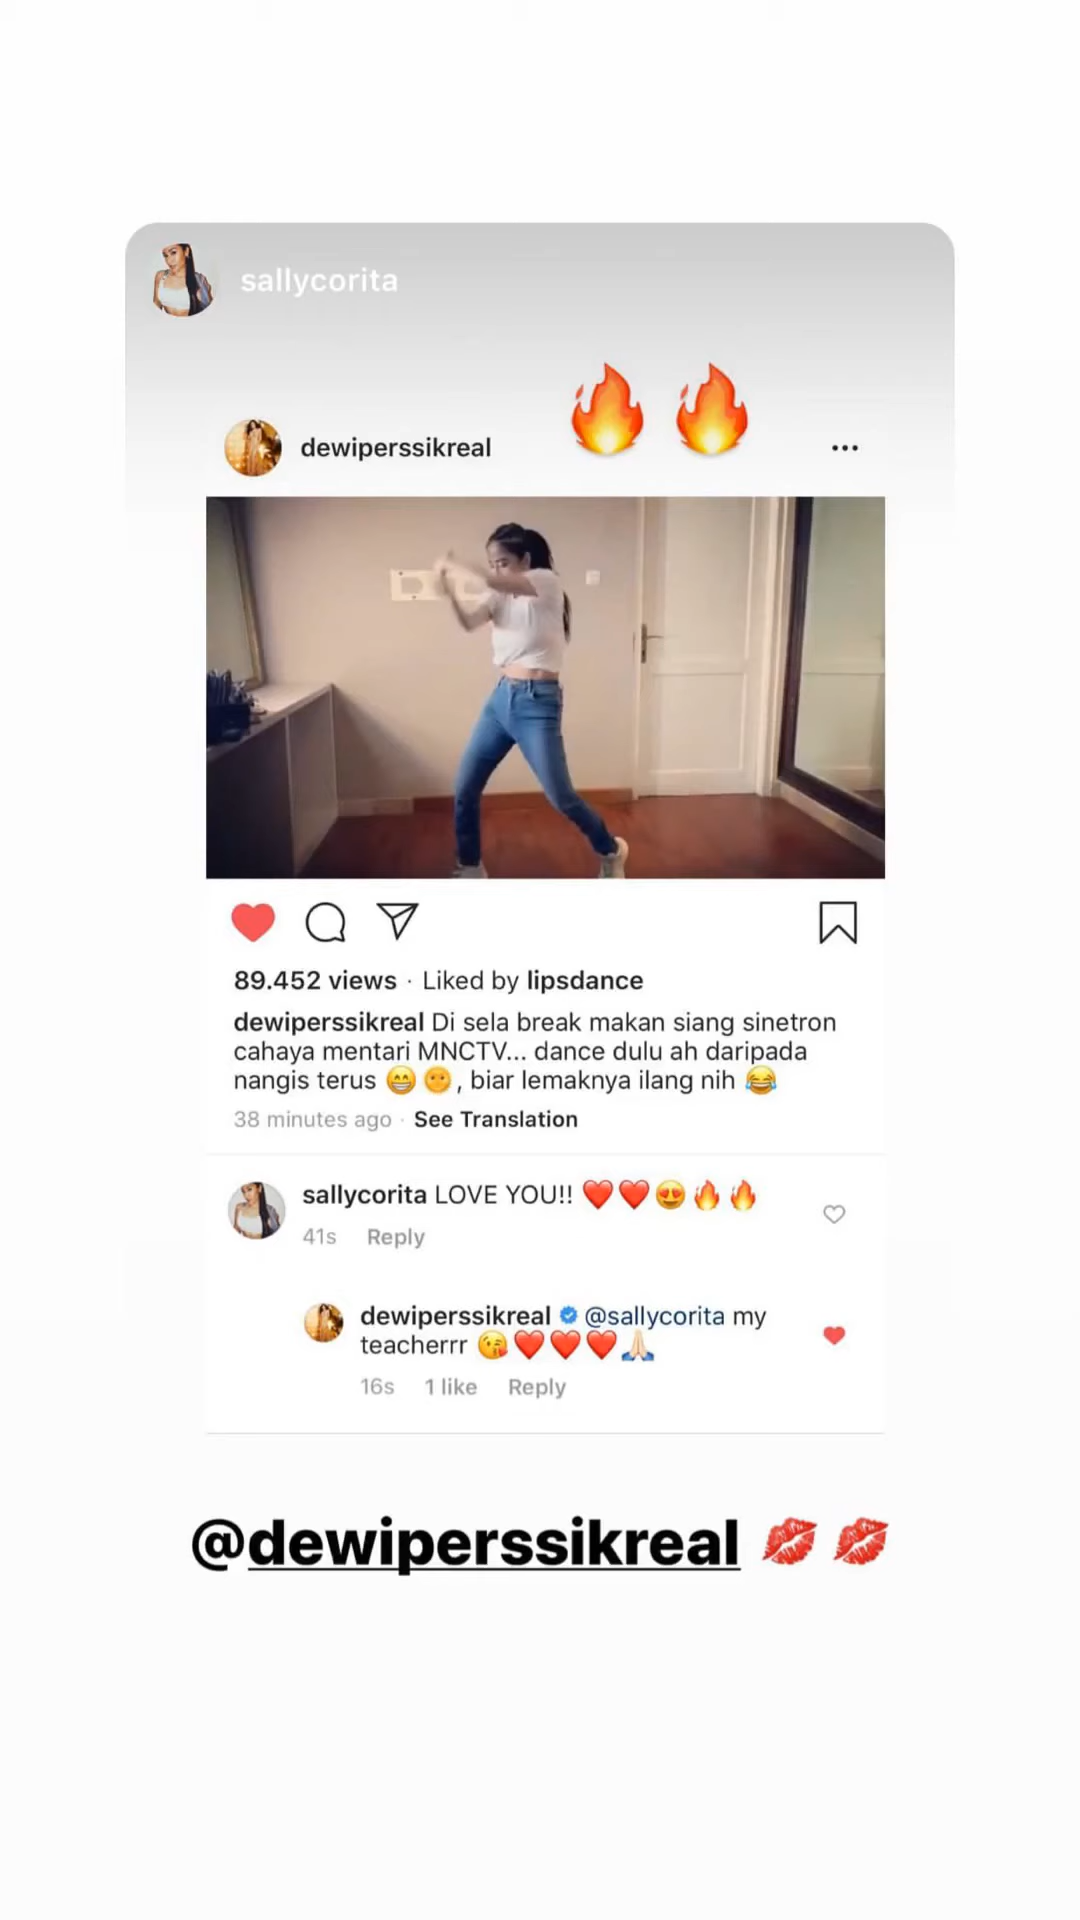 sallycorita
🔥 🔥
dewiperssikreal
89.452 views · Liked by lipsdance
dewiperssikreal Di sela break makan siang sinetron
cahaya mentari MNCTV... dance dulu ah daripada
nangis terus 😁😶, biar lemaknya ilang nih 😂
38 minutes ago · See Translation
sallycorita LOVE YOU!! ❤️❤️😍🔥🔥
41s Reply
dewiperssikreal @sallycorita my
teacherrr 😘❤️❤️❤️🙏🏻
16s 1 like Reply
@dewiperssikreal 💋💋